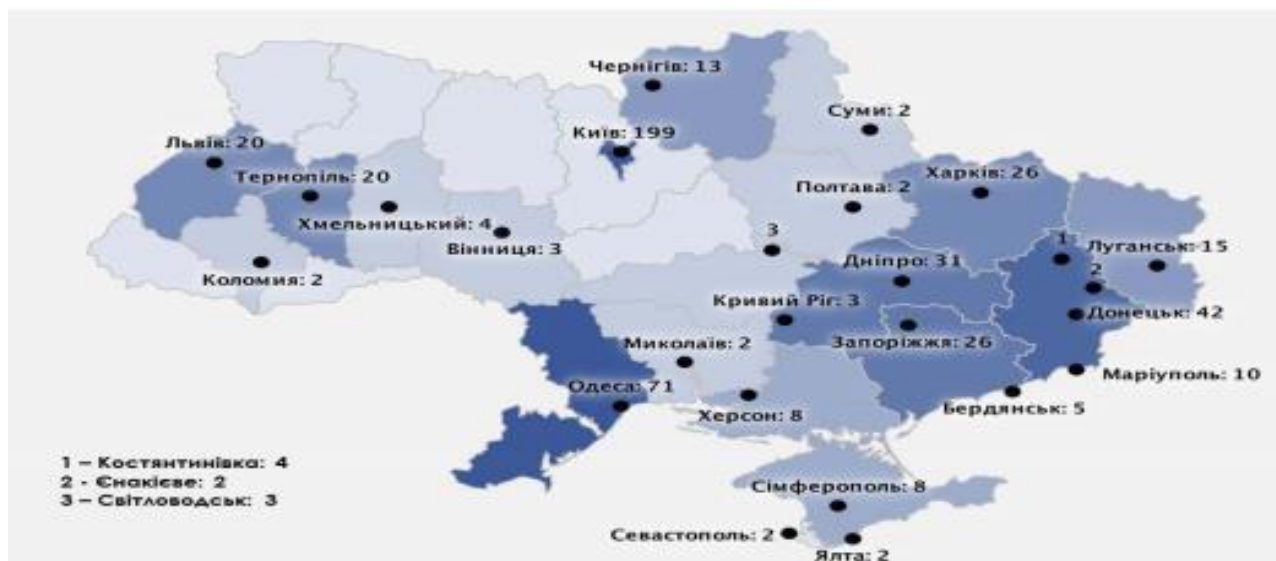 Чернігів: 13
Суми: 2
Київ: 199
Львів: 20
Тернопіль: 20
Харків: 26
Полтава: 2
Хмельницький: 4
Вінниця: 3
3
1
Луганськ: 15
Дніпро: 31
2
Коломия: 2
Кривий Ріг: 3
Донецьк: 42
Миколаїв: 2
Запоріжжя: 26
Маріуполь: 10
Одеса: 71
Херсон: 8
Бердянськ: 5
1 – Костянтинівка: 4
2 - Єнакієве: 2
3 – Світловодськ: 3
Сімферополь: 8
Севастополь: 2
Ялта: 2